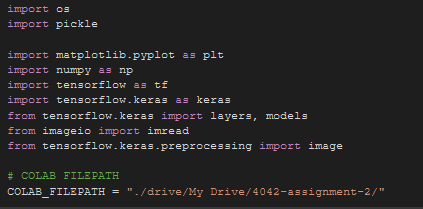 import os
import pickle
import matplotlib.pyplot as plt
import numpy as np
import tensorflow as tf
import tensorflow.keras as keras
from tensorflow.keras import layers, models
from imageio import imread
from tensorflow.keras.preprocessing import image
# COLAB FILEPATH
COLAB_FILEPATH = "./drive/My Drive/4042-assignment-2/"